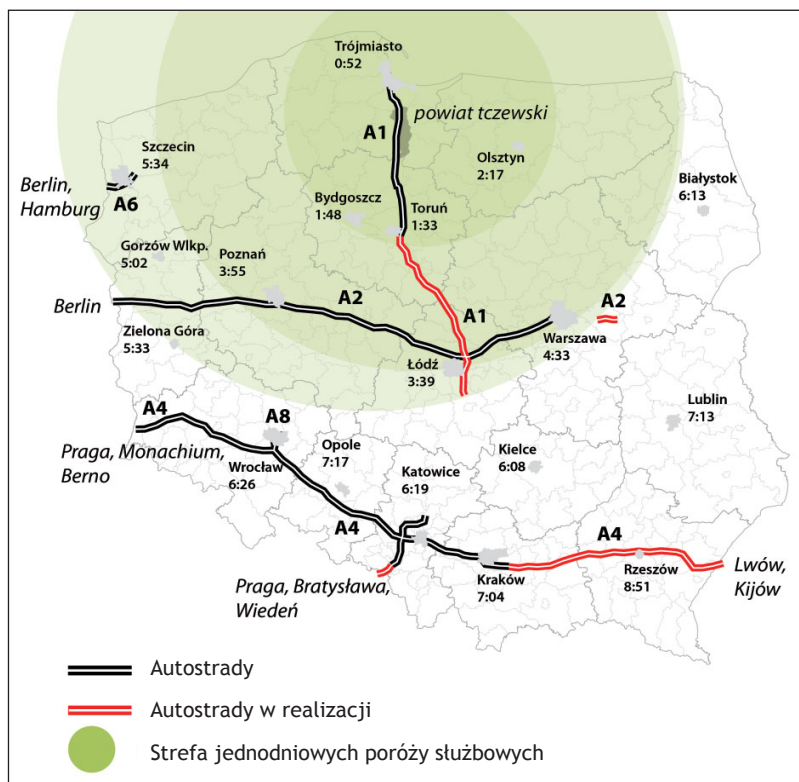 Trójmiasto
0:52
powiat tczewski
A1
Szczecin
5:34
Olsztyn
2:17
Berlin,
Hamburg
A6
Białystok
6:13
Bydgoszcz
1:48
Toruń
1:33
Gorzów Wlkp.
5:02
Poznań
3:55
A2
A1
A2
Berlin
Zielona Góra
5:33
Warszawa
4:33
Łódź
3:39
A4
A8
Lublin
7:13
Praga, Monachium,
Berno
Wrocław
6:26
Opole
7:17
Katowice
6:19
Kielce
6:08
A4
A4
Praga, Bratysława,
Wiedeń
Kraków
7:04
Rzeszów
8:51
Lwów,
Kijów
Autostrady
Autostrady w realizacji
Strefa jednodniowych poróży służbowych